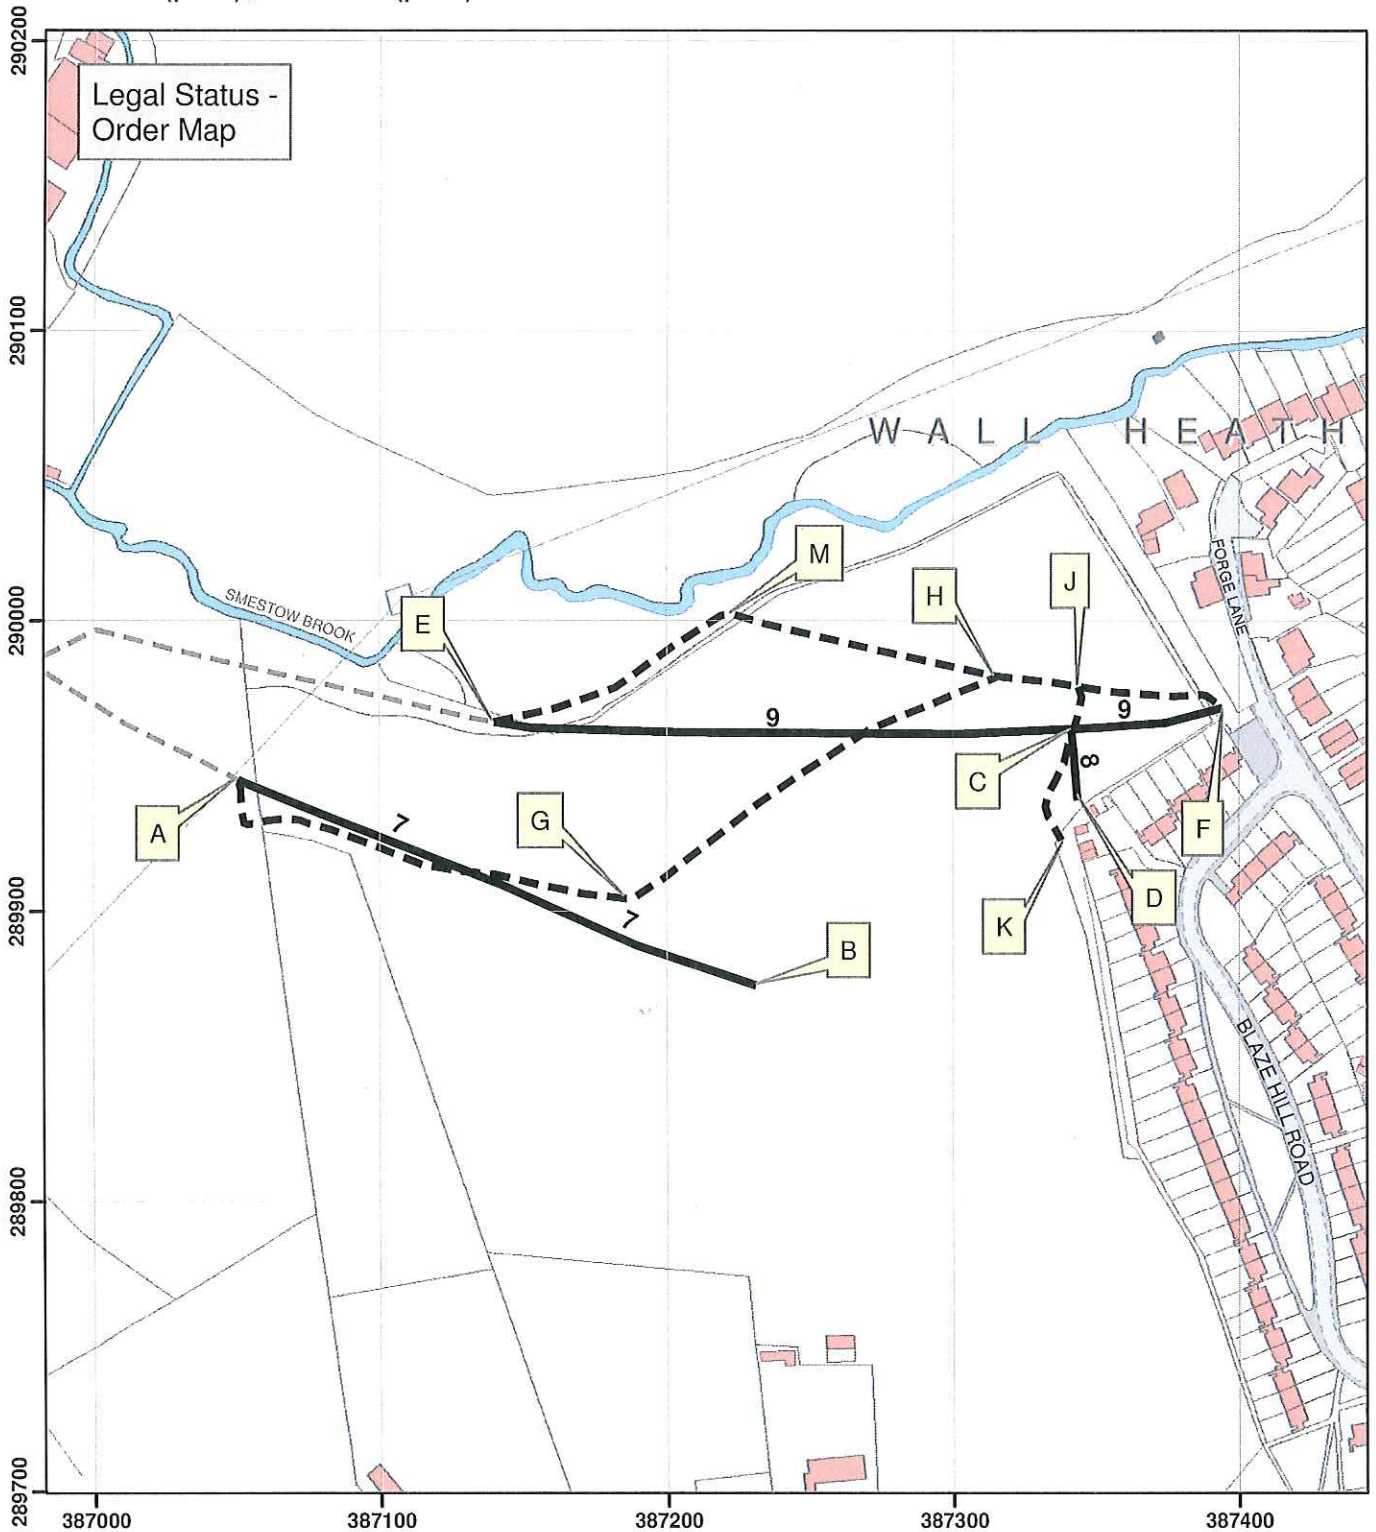 290200
Legal Status -
Order Map
290100
WALL HEATH
FORGE LANE
M
J
H
E
SMESTOW BROOK
290000
9
9
C
8
A
7
G
F
K
D
7
B
289900
BLAZE HILL ROAD
289800
289700
387000
387100
387200
387300
387400